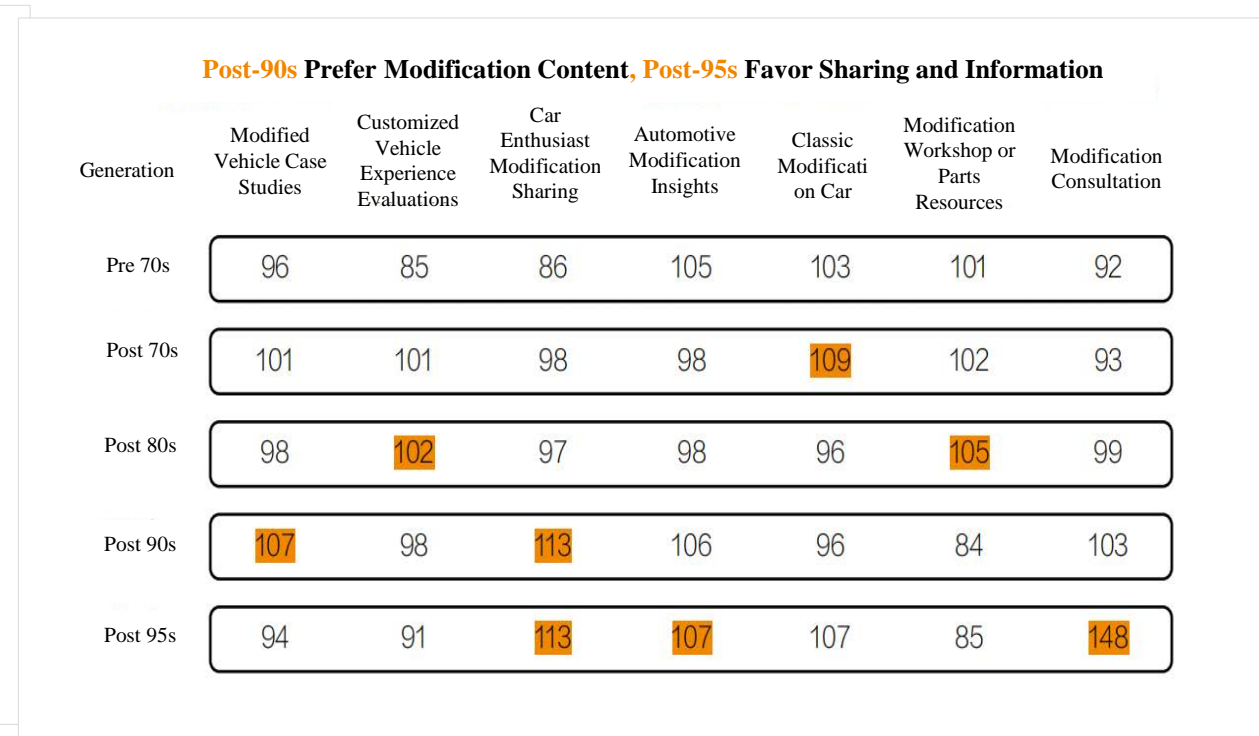 Post-90s Prefer Modification Content, Post-95s Favor Sharing and Information
Generation
Modified
Vehicle Case
Studies
Customized
Vehicle
Experience
Evaluations
Car
Enthusiast
Modification
Sharing
Automotive
Modification
Insights
Classic
Modificati
on Car
Modification
Workshop or
Parts
Resources
Modification
Consultation
Pre 70s 96 85 86 105 103 101 92
Post 70s 101 101 98 98 109 102 93
Post 80s 98 102 97 98 96 105 99
Post 90s 107 98 113 106 96 84 103
Post 95s 94 91 113 107 107 85 148